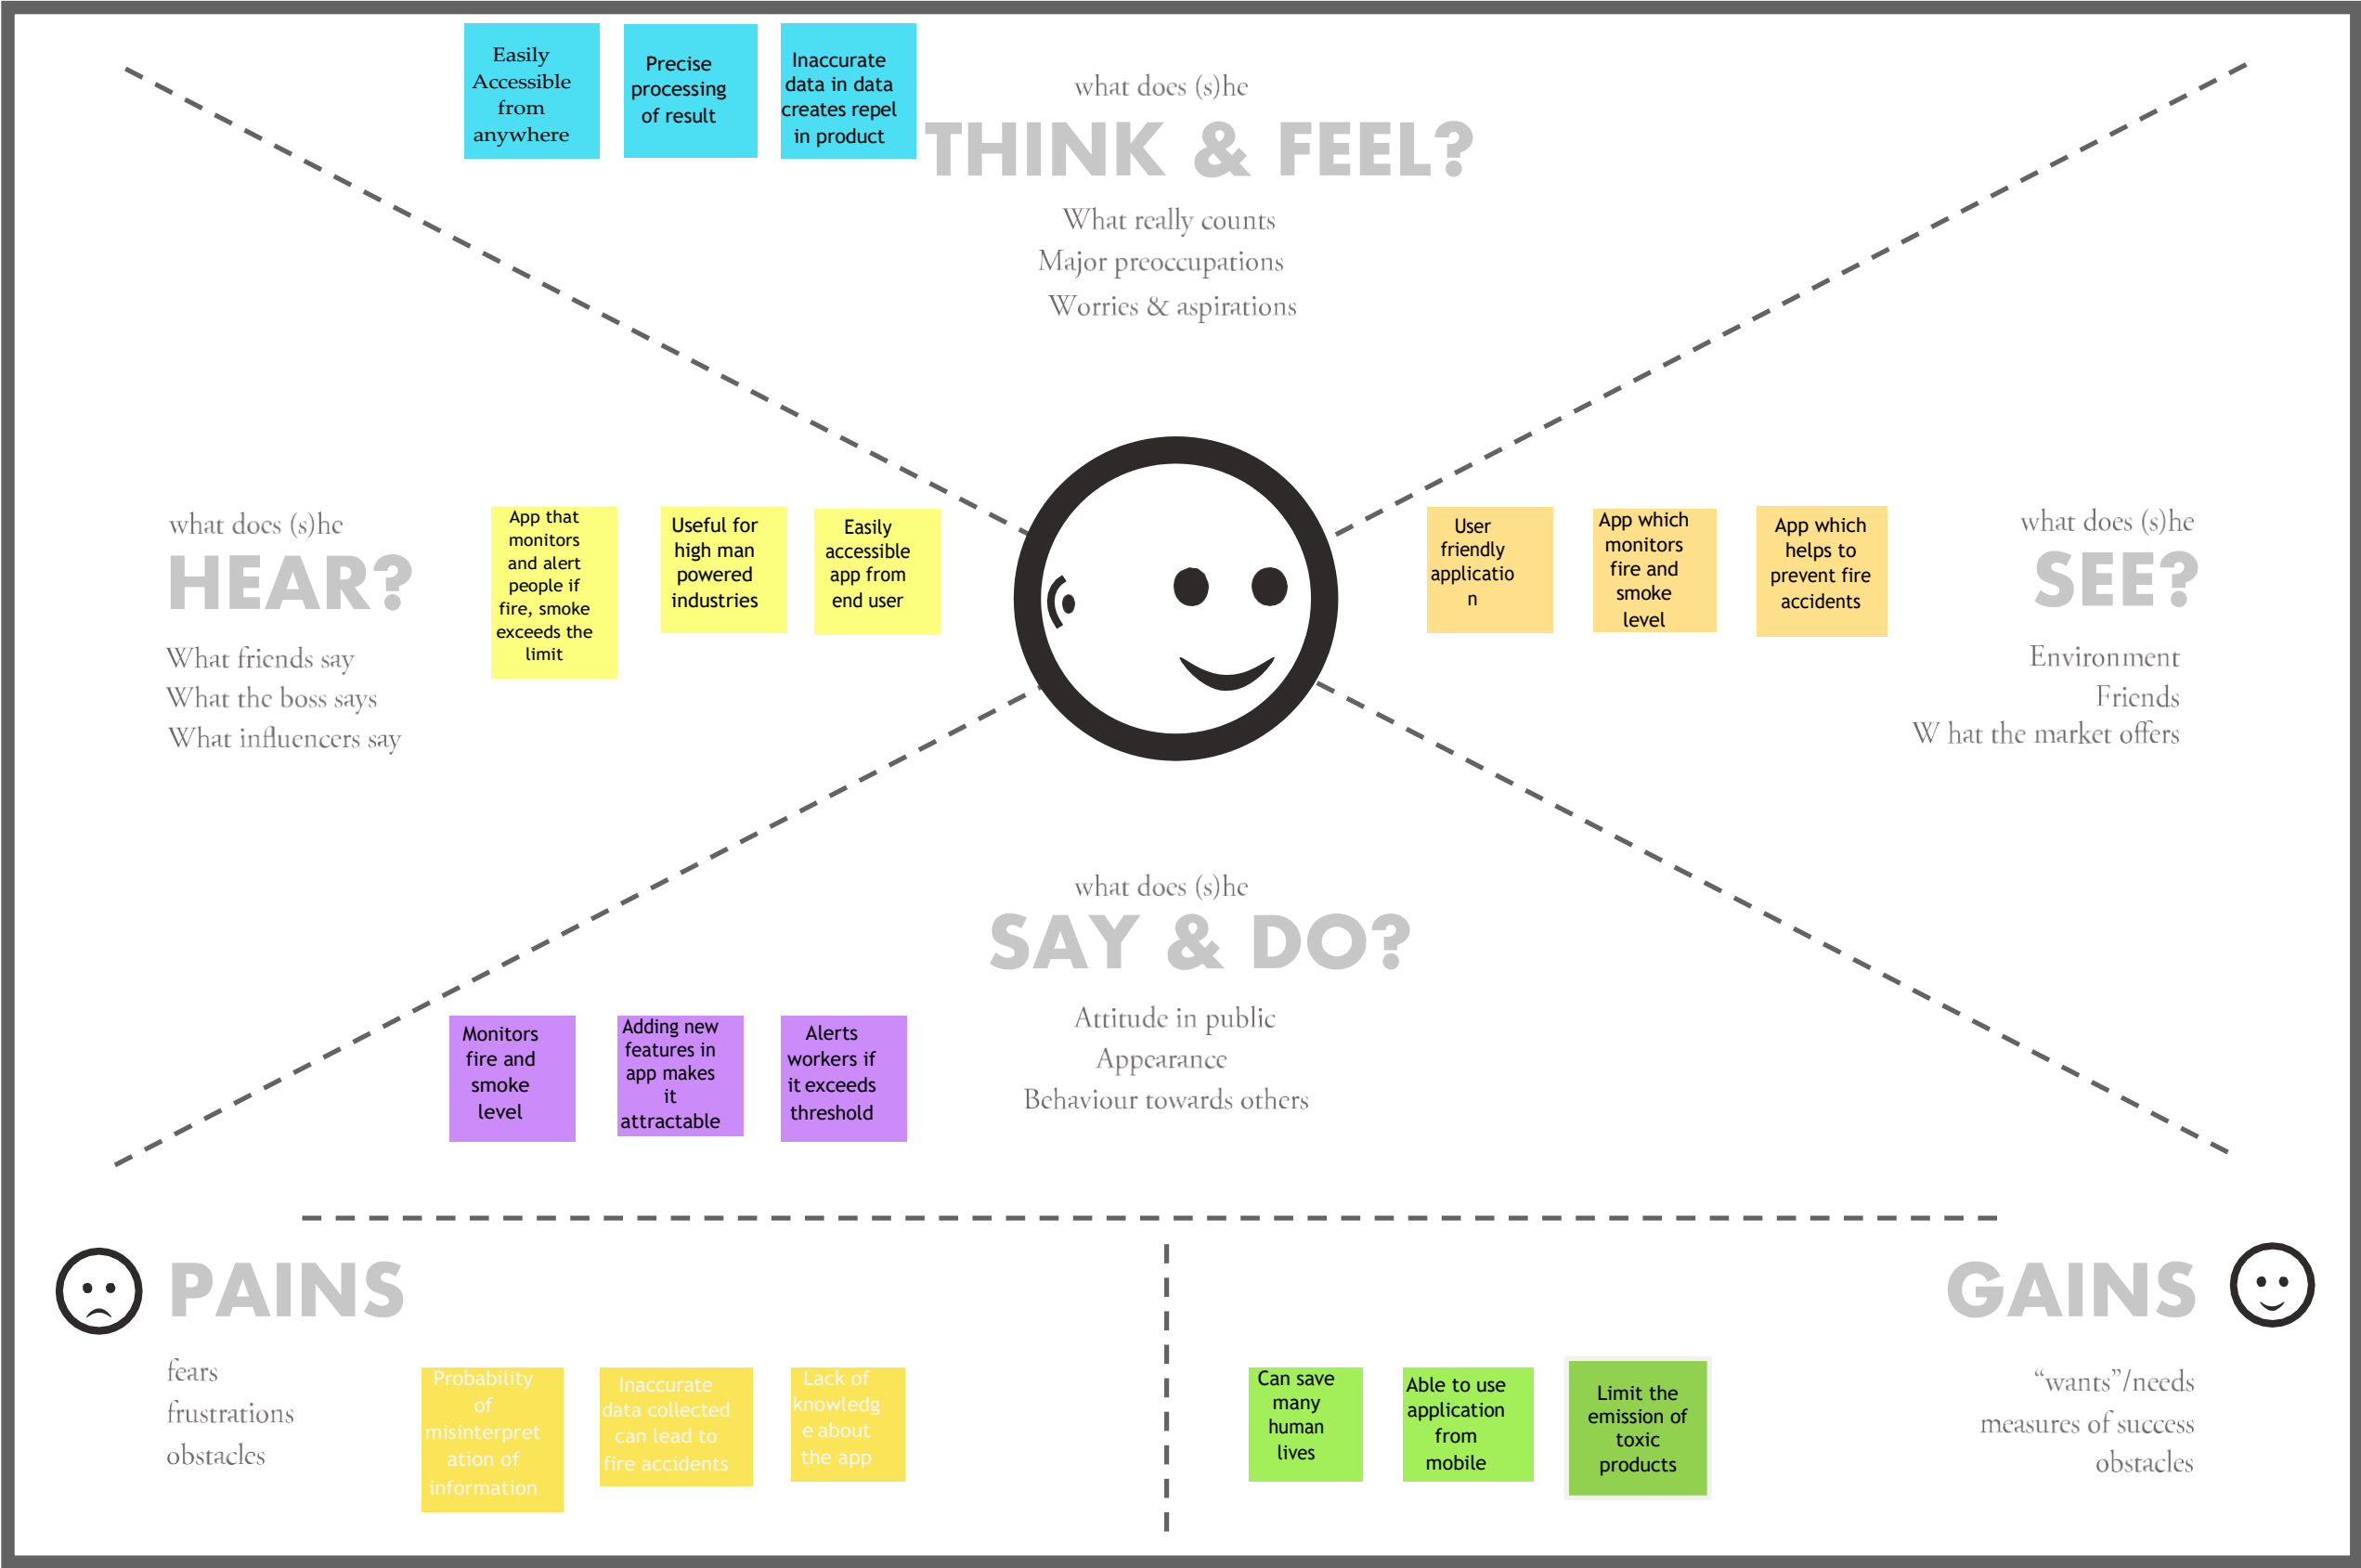 Easily
Accessible
from
anywhere
Precise
processing
of result
Inaccurate
data in data
creates repel
in product
what does (s)he
THINK & FEEL?
What really counts
Major preoccupations
Worries & aspirations
what does (s)he
HEAR?
What friends say
What the boss says
What influencers say
App that
monitors
and alert
people if
fire, smoke
exceeds the
limit
Useful for
high man
powered
industries
Easily
accessible
app from
end user
User
friendly
applicatio
n
App which
monitors
fire and
smoke
level
App which
helps to
prevent fire
accidents
what does (s)he
SEE?
Environment
Friends
W hat the market offers
what does (s)he
SAY & DO?
Attitude in public
Appearance
Behaviour towards others
Monitors
fire and
smoke
level
Adding new
features in
app makes
it
attractable
Alerts
workers if
it exceeds
threshold
PAINS
fears
frustrations
obstacles
Probability
of
misinterpret
ation of
information
Inaccurate
data collected
can lead to
fire accidents
Lack of
knowledg
e about
the app
Can save
many
human
lives
Able to use
application
from
mobile
Limit the
emission of
toxic
products
GAINS
“wants”/needs
measures of success
obstacles